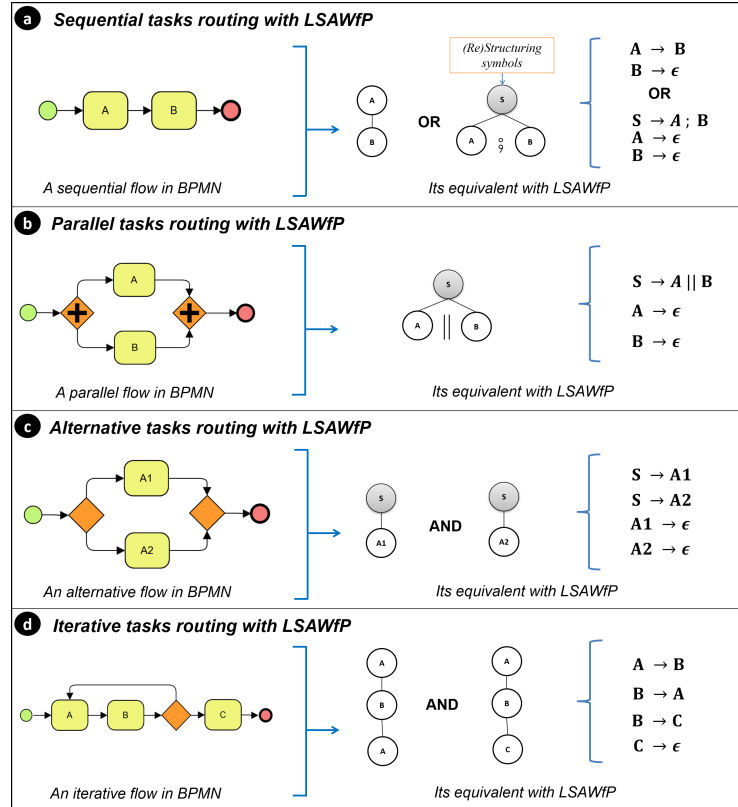 a Sequential tasks routing with LSAWfP
(Re)Structuring
symbols
A → B
B → ϵ
OR
S → A ; B
A → ϵ
B → ϵ
A B
A
B
OR
S
A ; B
A sequential flow in BPMN
Its equivalent with LSAWfP
b Parallel tasks routing with LSAWfP
A
B
S
A || B
S → A || B
A → ϵ
B → ϵ
A parallel flow in BPMN
Its equivalent with LSAWfP
c Alternative tasks routing with LSAWfP
A1
A2
S
A1
AND
S
A2
S → A1
S → A2
A1 → ϵ
A2 → ϵ
An alternative flow in BPMN
Its equivalent with LSAWfP
d Iterative tasks routing with LSAWfP
A B C
A
B
A
AND
A
B
C
A → B
B → A
B → C
C → ϵ
An iterative flow in BPMN
Its equivalent with LSAWfP